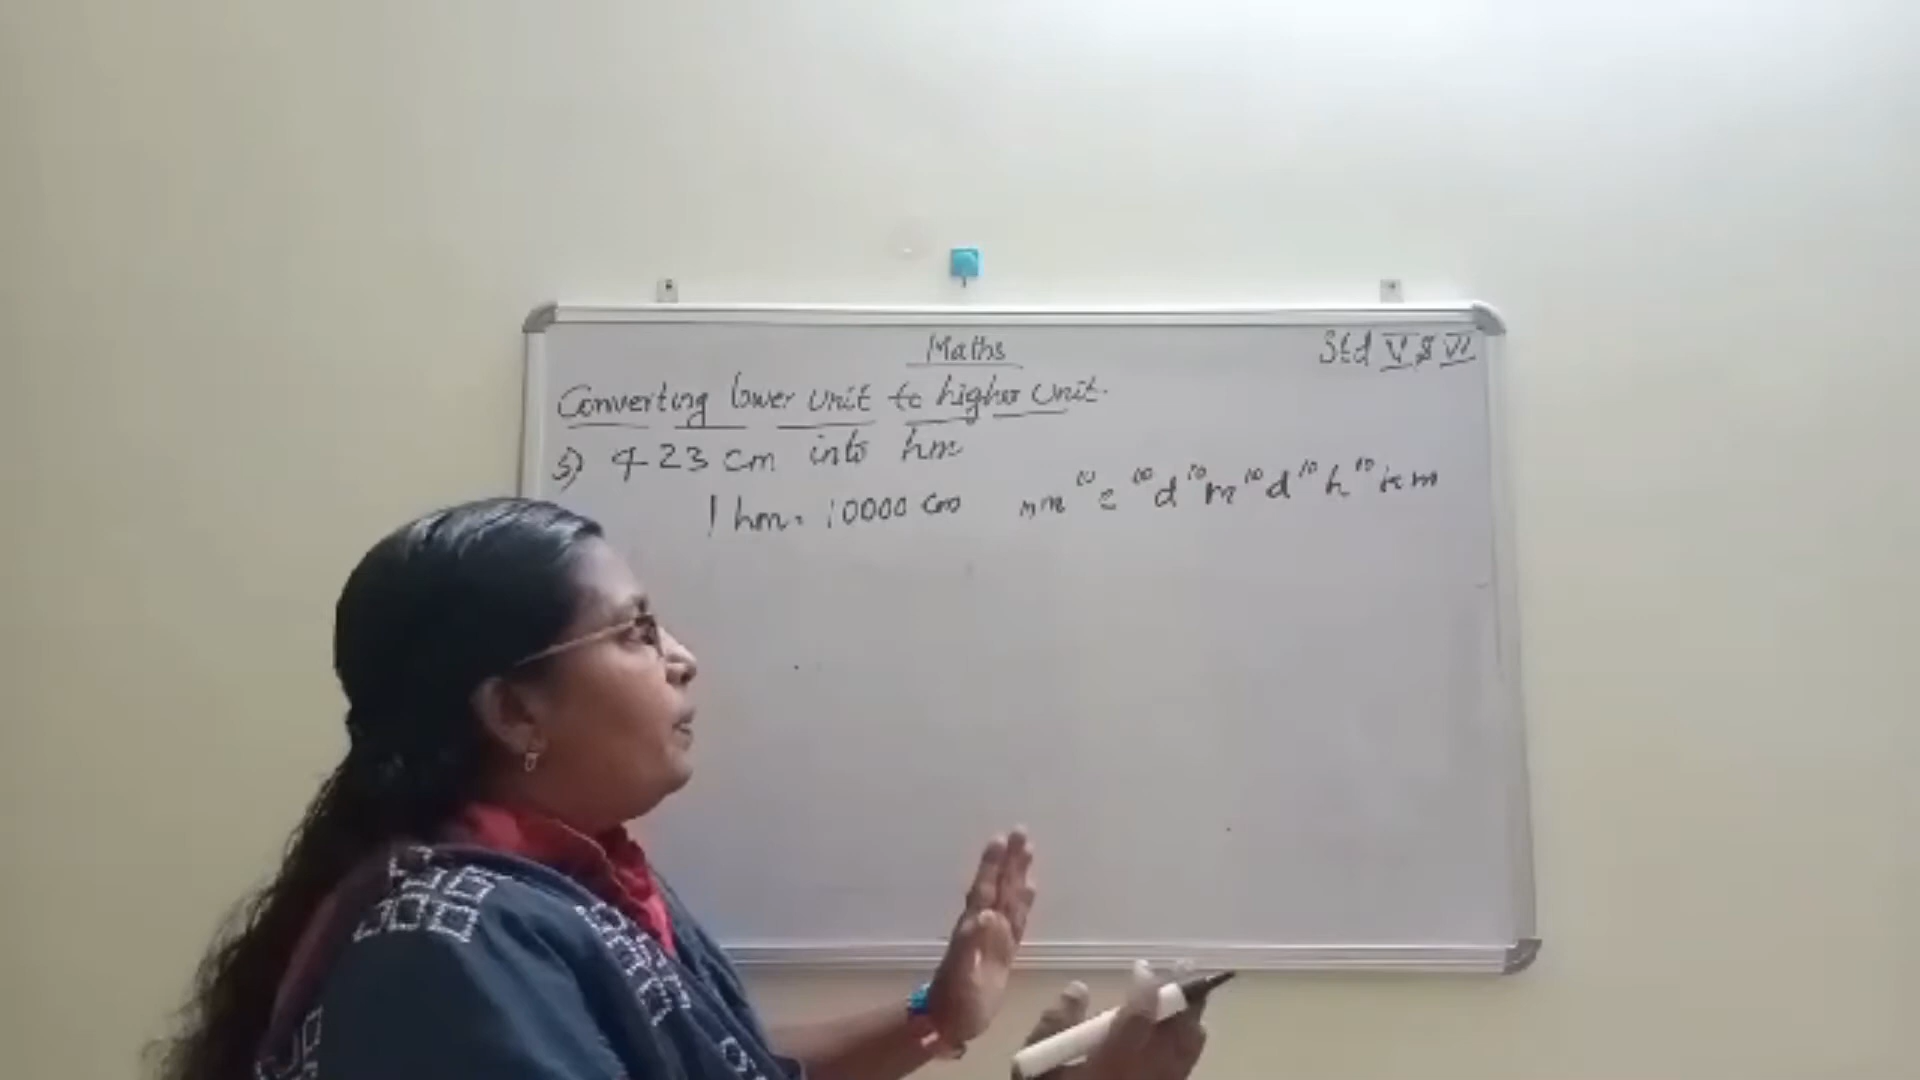 Maths
Std V & VI
Converting lower unit to higher unit.
5) 423 cm into hm
1 hm = 10000 cm
mm 10 c 10 d 10 m 10 d 10 h 10 km